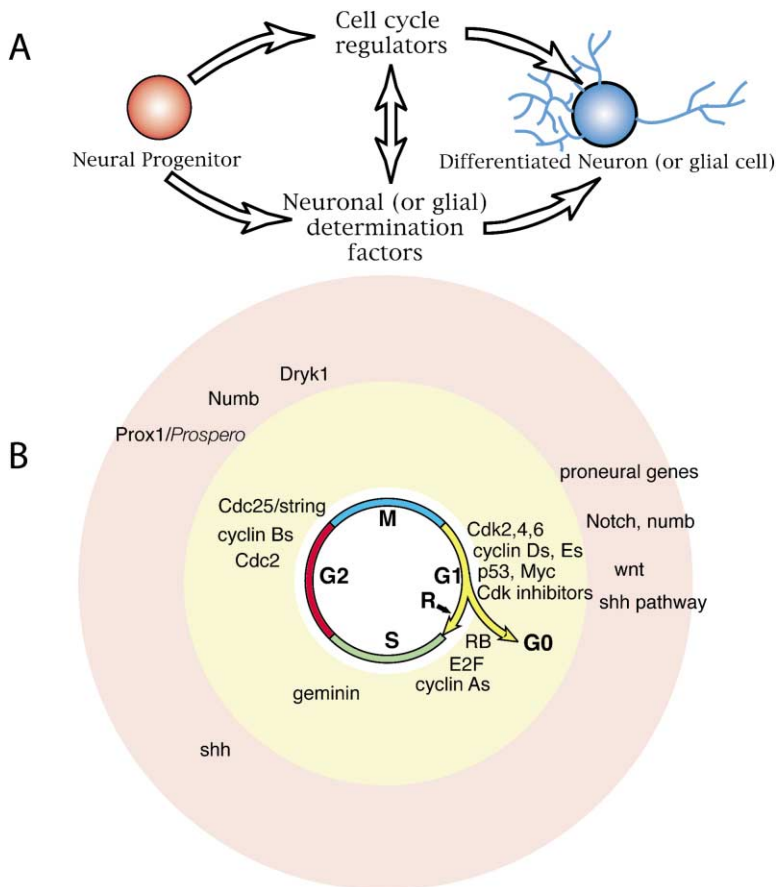 A
Cell cycle
regulators
Neural Progenitor
Differentiated Neuron (or glial cell)
Neuronal (or glial)
determination
factors
B
Dryk1
Numb
Prox1/Prospero
proneural genes
Notch, numb
wnt
shh pathway
Cdc25/string
cyclin Bs
Cdc2
M
G2
G1
R
S
Cdk2,4,6
cyclin Ds, Es
p53, Myc
Cdk inhibitors
RB
G0
E2F
cyclin As
geminin
shh